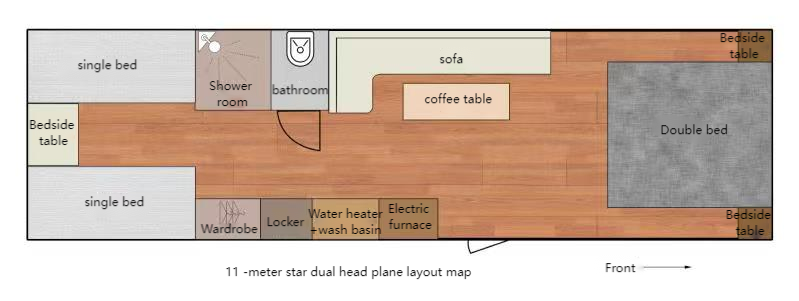 Bedside
table
single bed
sofa
Shower
room
bathroom
coffee table
Bedside
table
Double bed
single bed
Wardrobe
Locker
Water heater
+wash basin
Electric
furnace
Bedside
table
11 -meter star dual head plane layout map
Front